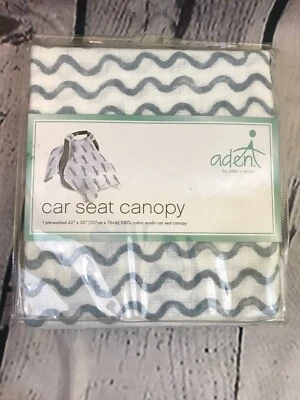 aden
by aden + anais
car seat canopy
1 prewashed 42" x 30" (107cm x 76cm) 100% cotton muslin car seat canopy